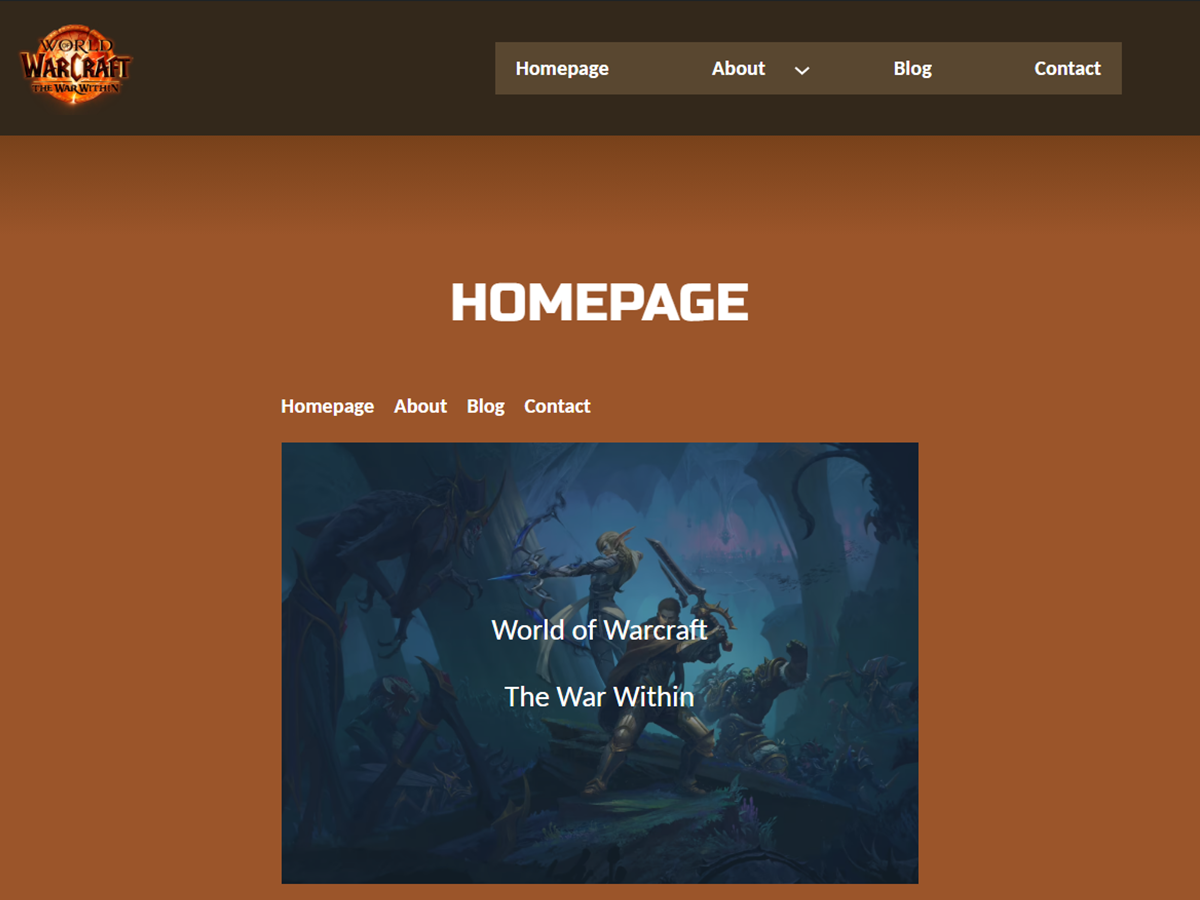 WORLD
WARCRAFT
THE WAR WITHIN
Homepage About Blog Contact
HOMEPAGE
Homepage About Blog Contact
World of Warcraft
The War Within